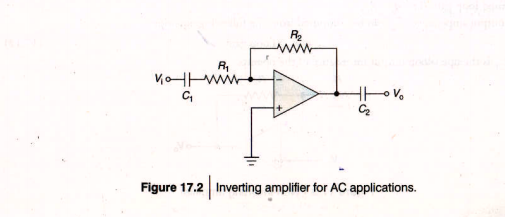 R₂
R₁
Vᵢ
C₁
−
+
Vₒ
C₂
Figure 17.2 Inverting amplifier for AC applications.